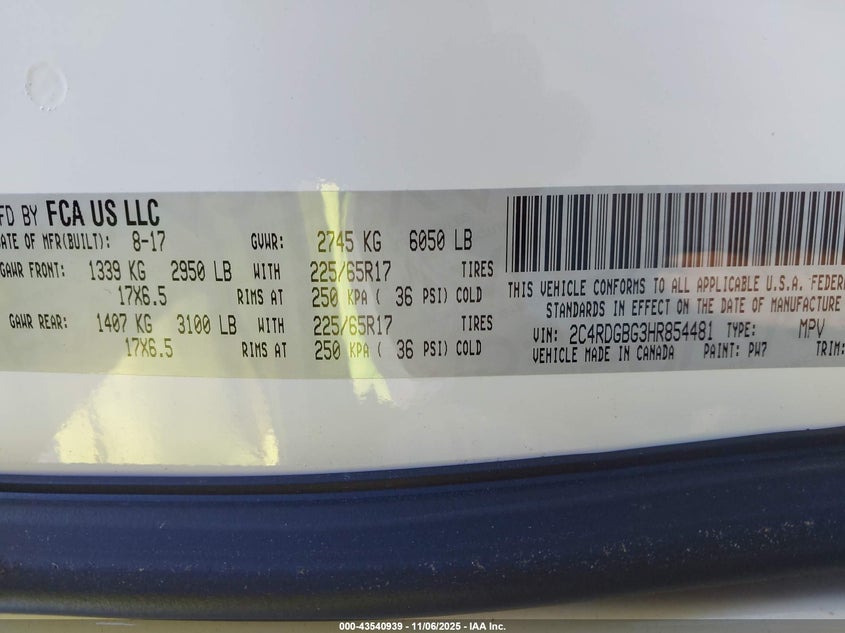 FD BY FCA US LLC
ATE OF MFR(BUILT): 8-17 GVWR: 2745 KG 6050 LB
GAWR FRONT: 1339 KG 2950 LB WITH 225/65R17 TIRES
17X6.5 RIMS AT 250 KPA ( 36 PSI) COLD
GAWR REAR: 1407 KG 3100 LB WITH 225/65R17 TIRES
17X6.5 RIMS AT 250 KPA ( 36 PSI) COLD
THIS VEHICLE CONFORMS TO ALL APPLICABLE U.S.A. FEDER
STANDARDS IN EFFECT ON THE DATE OF MANUFACTURE
VIN: 2C4RDGBG3HR854481 TYPE: MPV
VEHICLE MADE IN CANADA PAINT: PW7 TRIM:
000-43540939 - 11/06/2025 - IAA Inc.